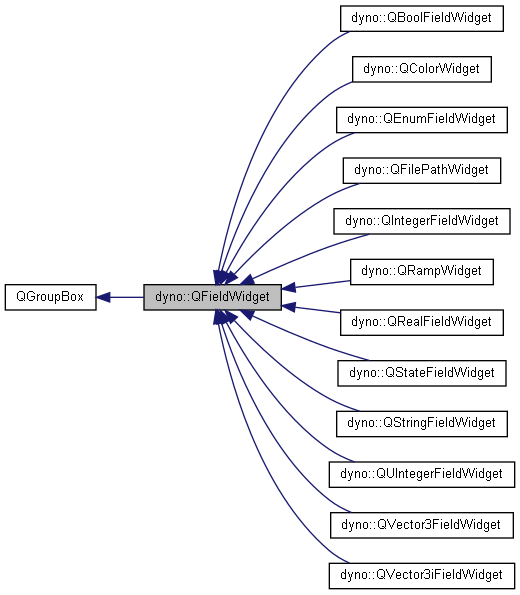 dyno::QBoolFieldWidget
dyno::QColorWidget
dyno::QEnumFieldWidget
dyno::QFilePathWidget
dyno::QIntegerFieldWidget
dyno::QRampWidget
QGroupBox
dyno::QFieldWidget
dyno::QRealFieldWidget
dyno::QStateFieldWidget
dyno::QStringFieldWidget
dyno::QUIntegerFieldWidget
dyno::QVector3FieldWidget
dyno::QVector3iFieldWidget